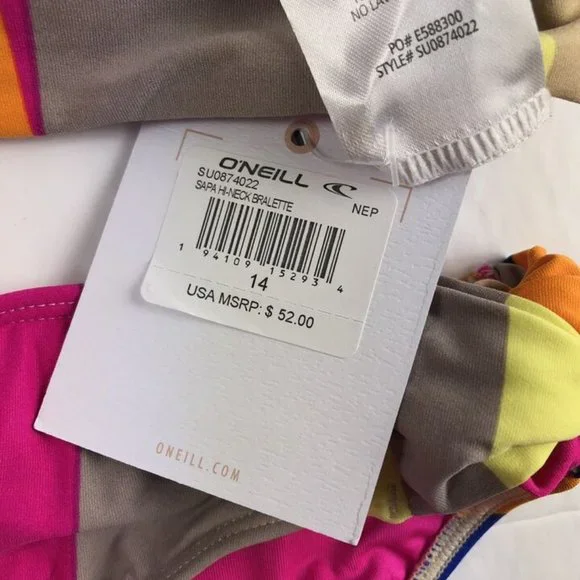 NO
PO# E588300
STYLE# SU0874022
O'NEILL
SU0874022
SAPA HI-NECK BRALETTE
NEP
1 94109 15293 4
14
USA MSRP: $ 52.00
ONEILL.COM